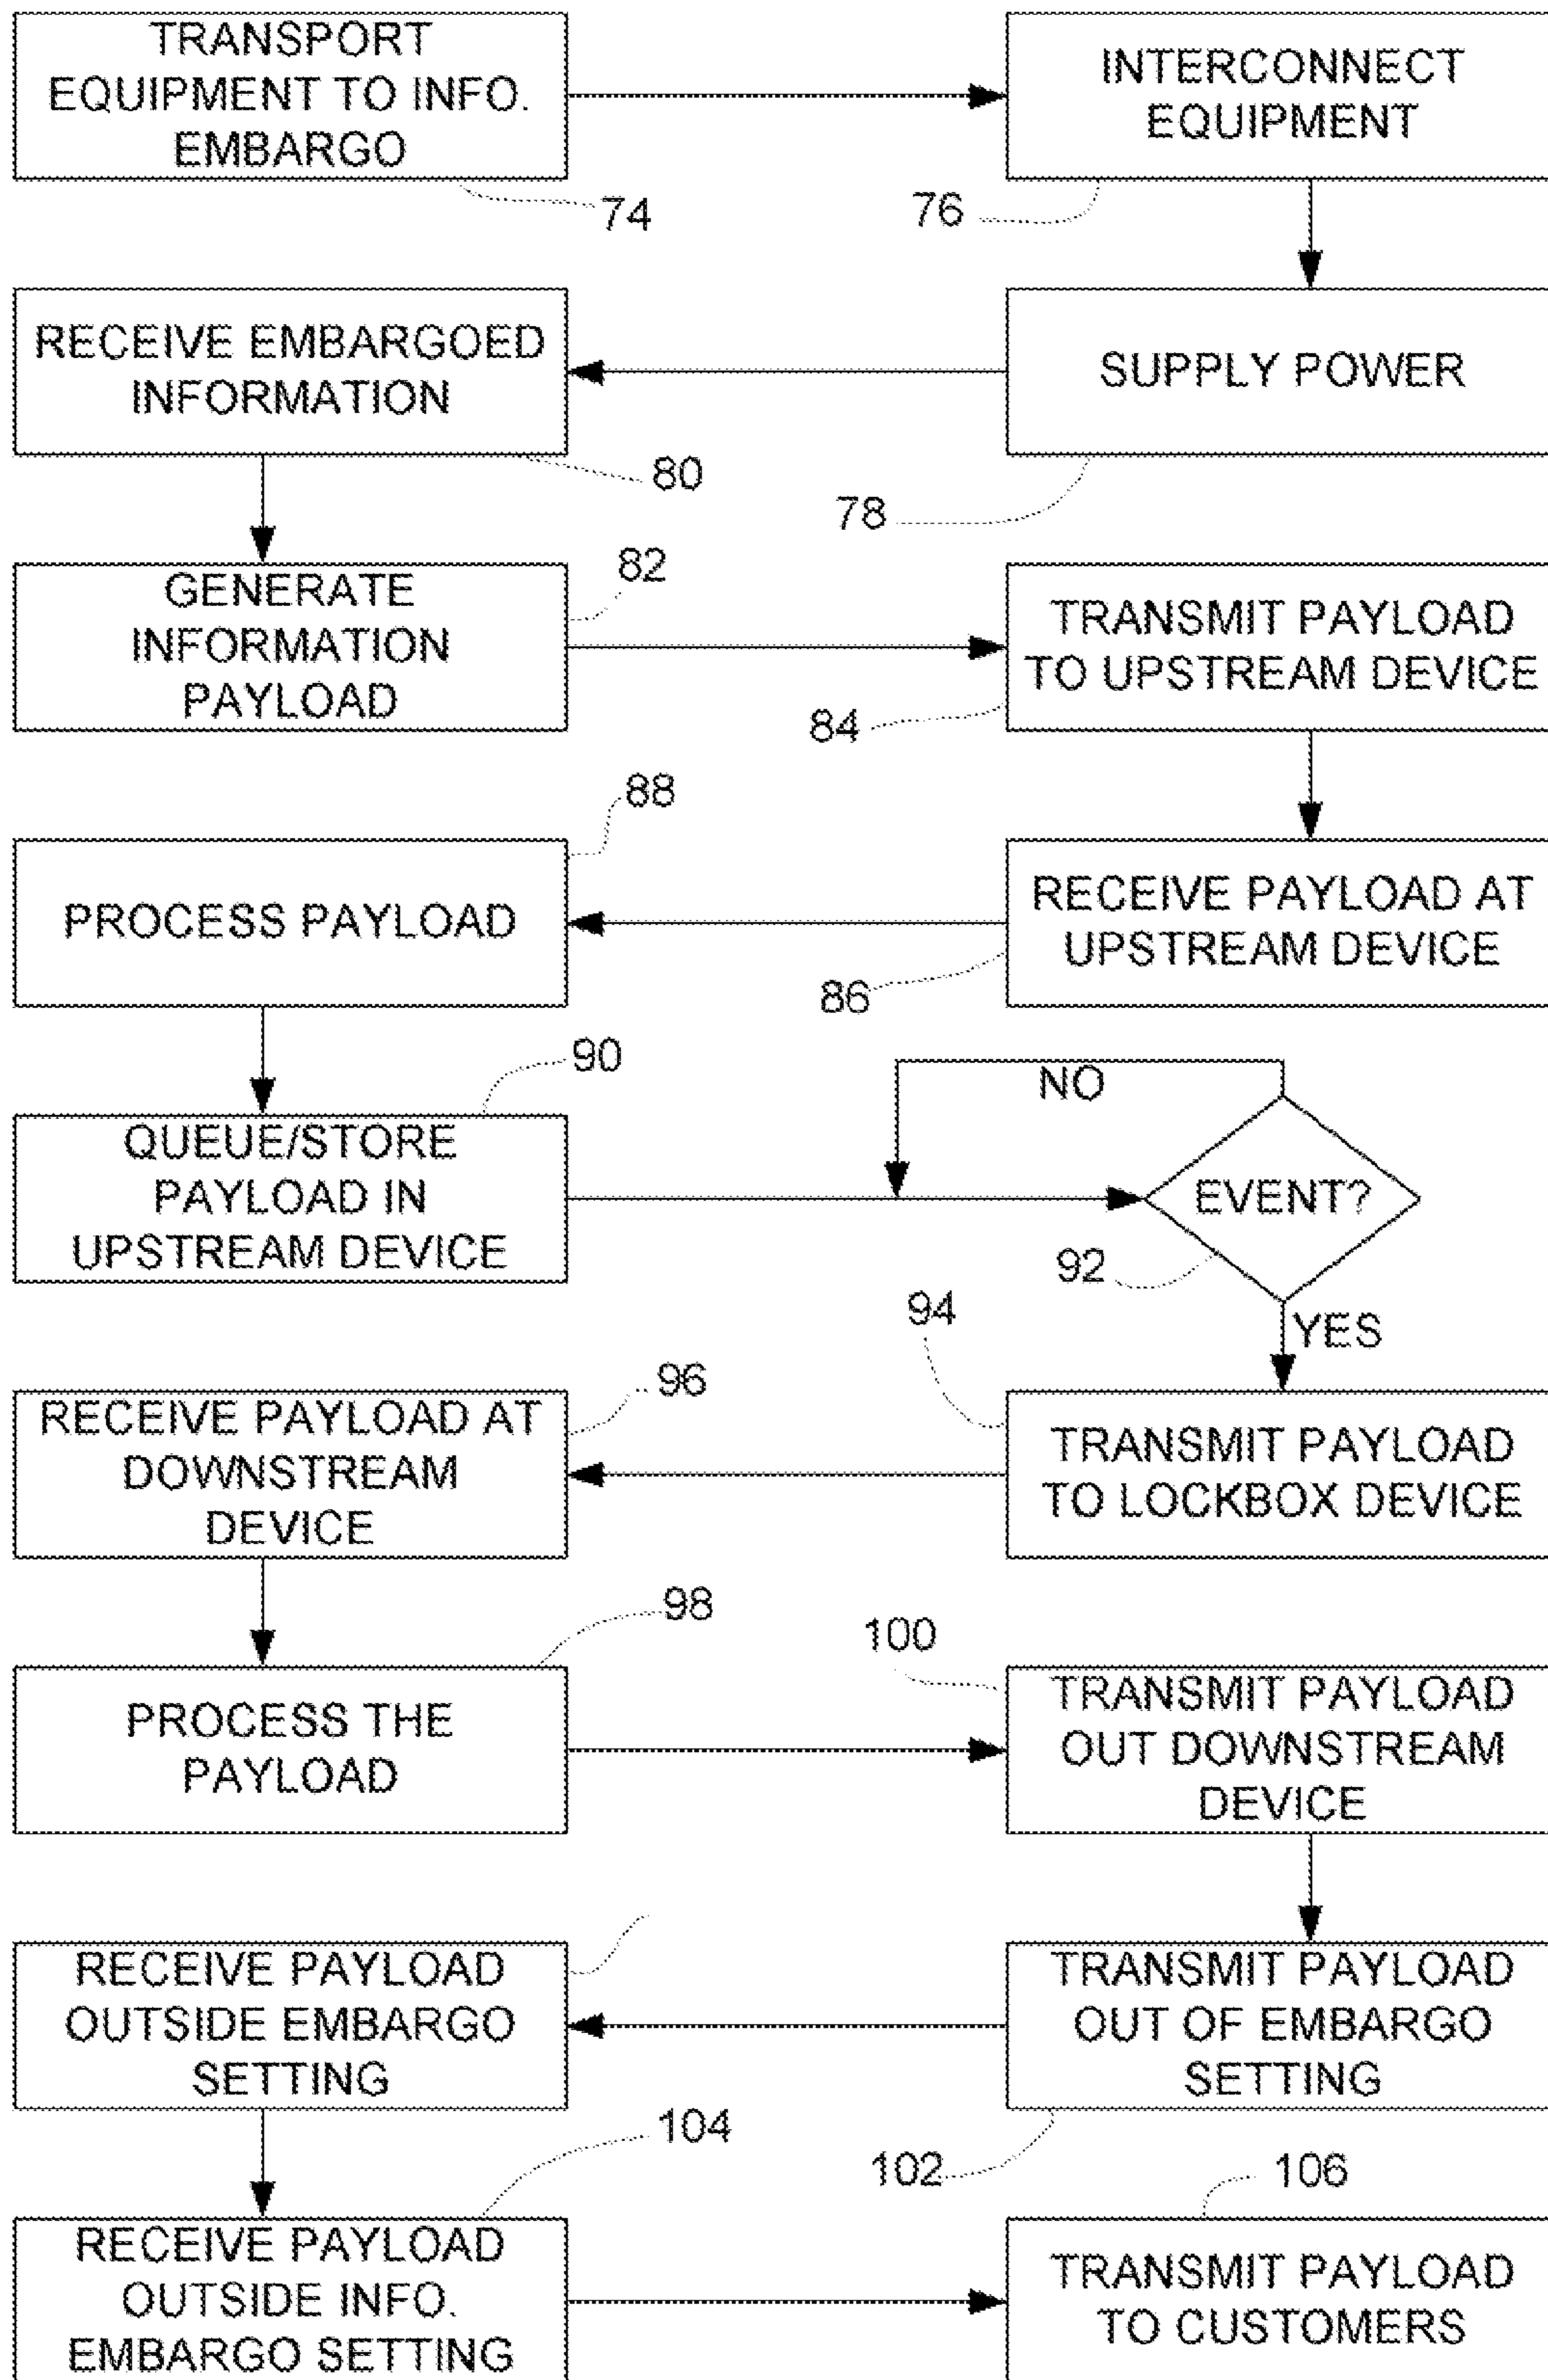 TRANSPORT
EQUIPMENT TO INFO.
EMBARGO
74
INTERCONNECT
EQUIPMENT
76
SUPPLY POWER
78
RECEIVE EMBARGOED
INFORMATION
80
GENERATE
INFORMATION
PAYLOAD
82
TRANSMIT PAYLOAD
TO UPSTREAM DEVICE
84
RECEIVE PAYLOAD AT
UPSTREAM DEVICE
86
PROCESS PAYLOAD
88
QUEUE/STORE
PAYLOAD IN
UPSTREAM DEVICE
90
NO
EVENT?
92
YES
TRANSMIT PAYLOAD
TO LOCKBOX DEVICE
94
RECEIVE PAYLOAD AT
DOWNSTREAM
DEVICE
96
PROCESS THE
PAYLOAD
98
TRANSMIT PAYLOAD
OUT DOWNSTREAM
DEVICE
100
TRANSMIT PAYLOAD
OUT OF EMBARGO
SETTING
102
RECEIVE PAYLOAD
OUTSIDE EMBARGO
SETTING
RECEIVE PAYLOAD
OUTSIDE INFO.
EMBARGO SETTING
104
TRANSMIT PAYLOAD
TO CUSTOMERS
106